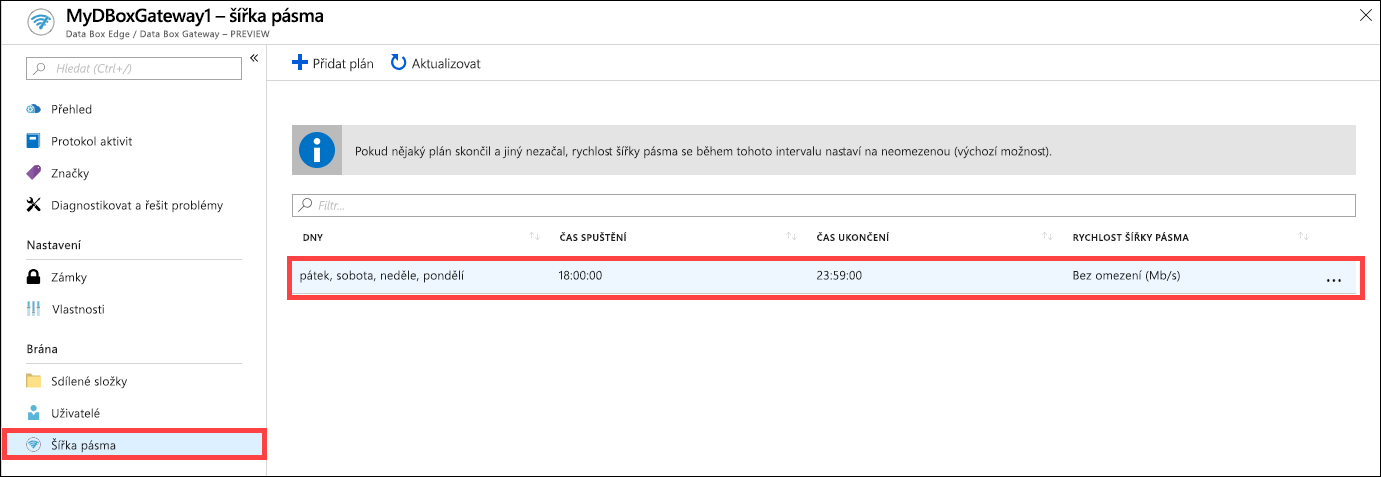 MyDBoxGateway1 – šířka pásma
Data Box Edge / Data Box Gateway – PREVIEW
Hledat (Ctrl+/)
«
Přehled
Protokol aktivit
Značky
Diagnostikovat a řešit problémy
Nastavení
Zámky
Vlastnosti
Brána
Sdílené složky
Uživatelé
Šířka pásma
Přidat plán Aktualizovat
Pokud nějaký plán skončil a jiný nezačal, rychlost šířky pásma se během tohoto intervalu nastaví na neomezenou (výchozí možnost).
Filtr...
DNY ČAS SPUŠTĚNÍ ČAS UKONČENÍ RYCHLOST ŠÍŘKY PÁSMA
pátek, sobota, neděle, pondělí 18:00:00 23:59:00 Bez omezení (Mb/s) ...